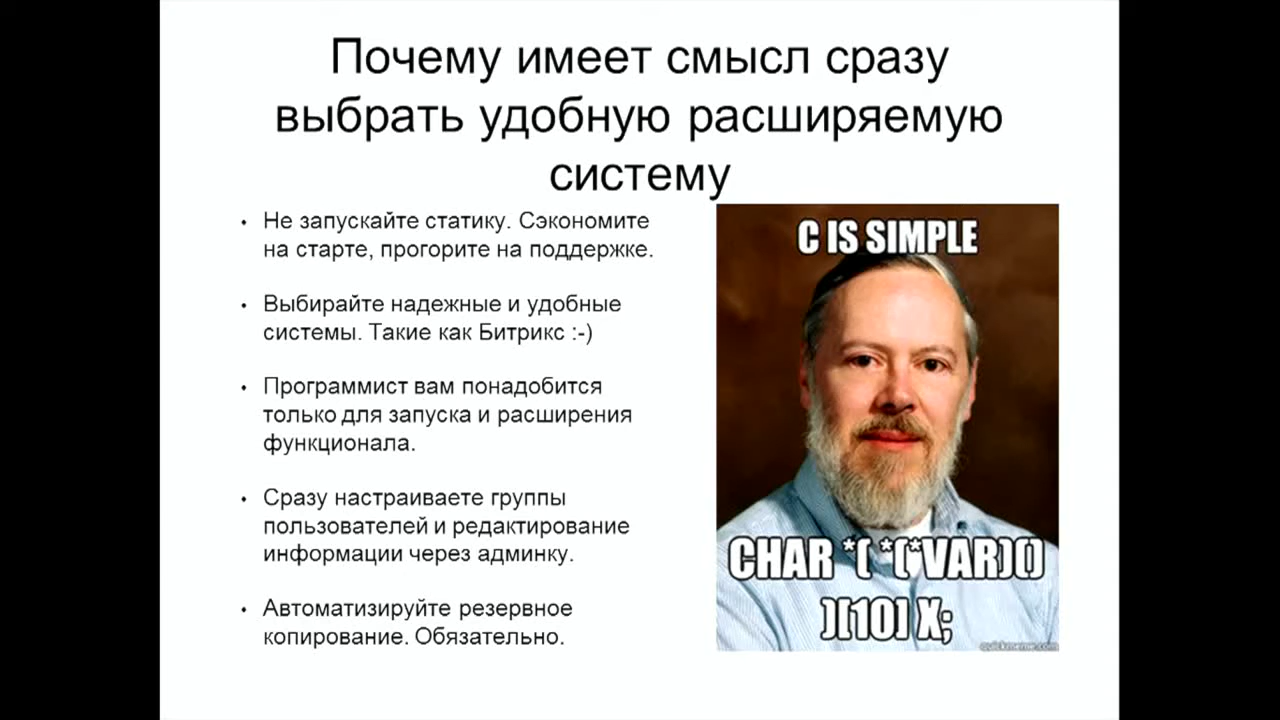 Почему имеет смысл сразу
выбрать удобную расширяемую
систему
• Не запускайте статику. Сэкономите
на старте, прогорите на поддержке.
• Выбирайте надежные и удобные
системы. Такие как Битрикс :-)
• Программист вам понадобится
только для запуска и расширения
функционала.
• Сразу настраиваете группы
пользователей и редактирование
информации через админку.
• Автоматизируйте резервное
копирование. Обязательно.
C IS SIMPLE
CHAR *( *(*VAR)()
)[10] X;
quickmeme.com